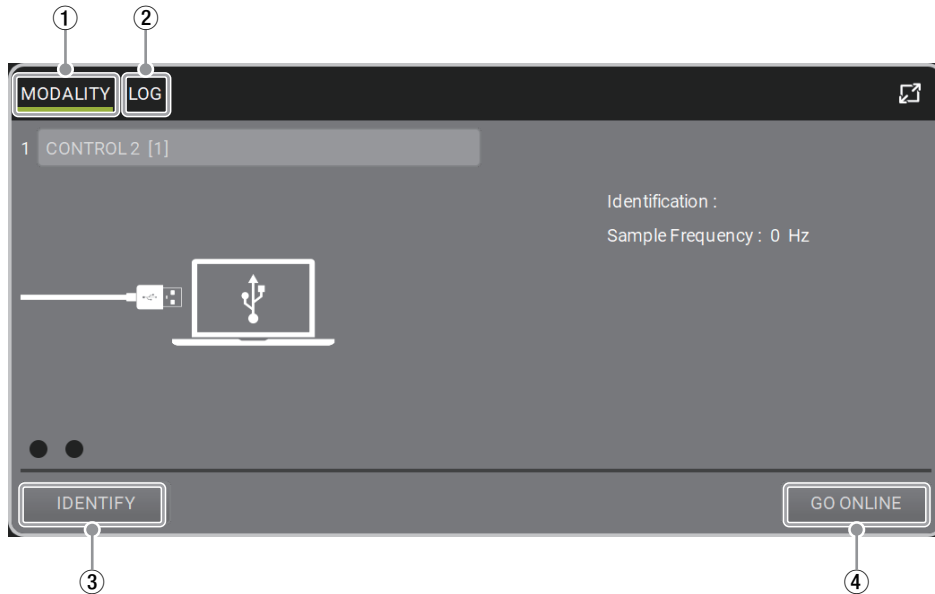 ① ②
MODALITY LOG
1 CONTROL 2 [1]
Identification :
Sample Frequency : 0 Hz
IDENTIFY GO ONLINE
③ ④